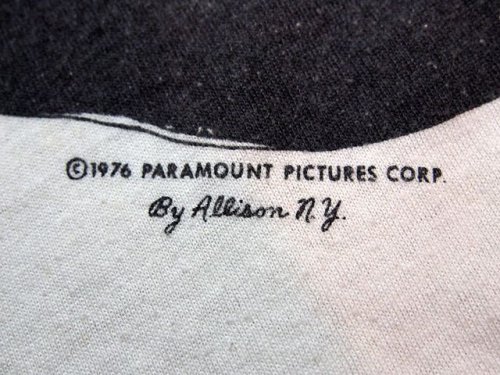 ©1976 PARAMOUNT PICTURES CORP.
By Allison N.Y.